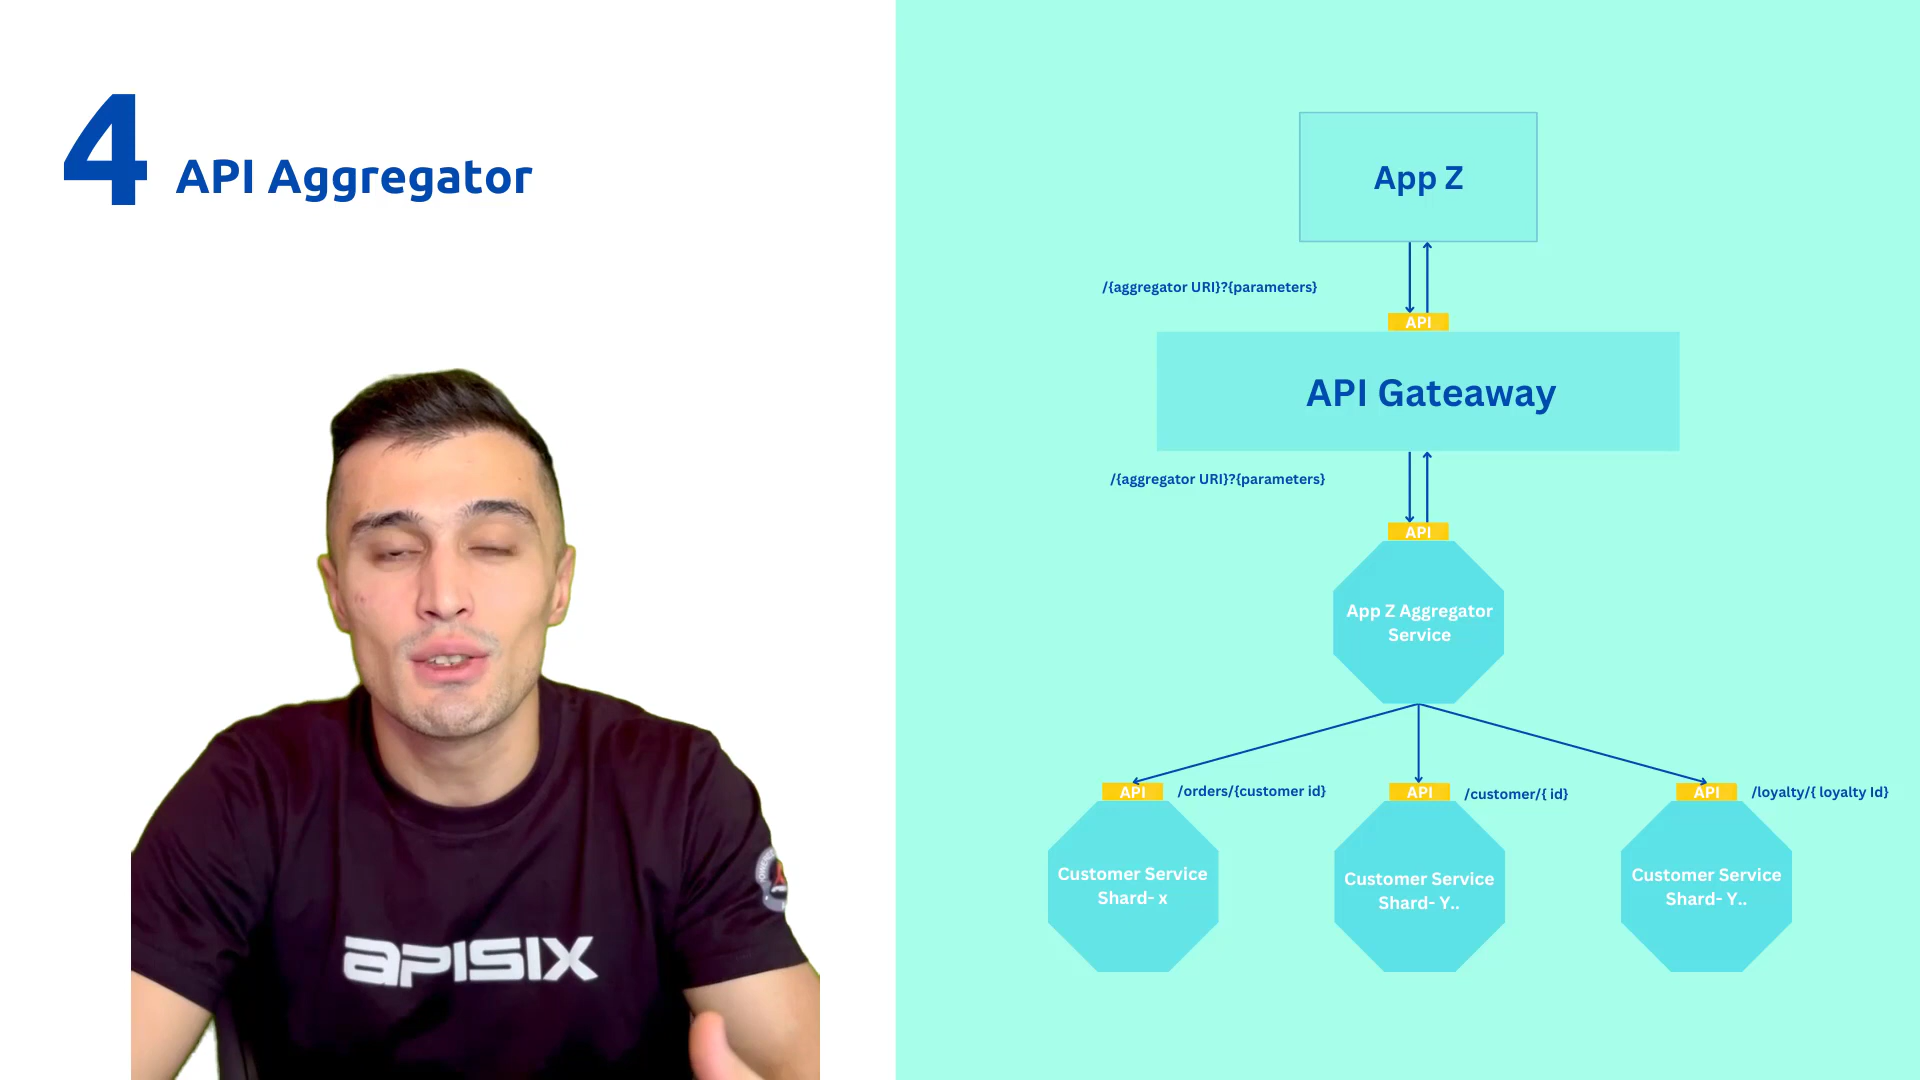 4 API Aggregator
App Z
/{aggregator URI}?{parameters}
API
API Gateaway
/{aggregator URI}?{parameters}
API
App Z Aggregator
Service
API /orders/{customer id}
API /customer/{ id}
API /loyalty/{ loyalty Id}
Customer Service
Shard- x
Customer Service
Shard- Y..
Customer Service
Shard- Y..
APISIX